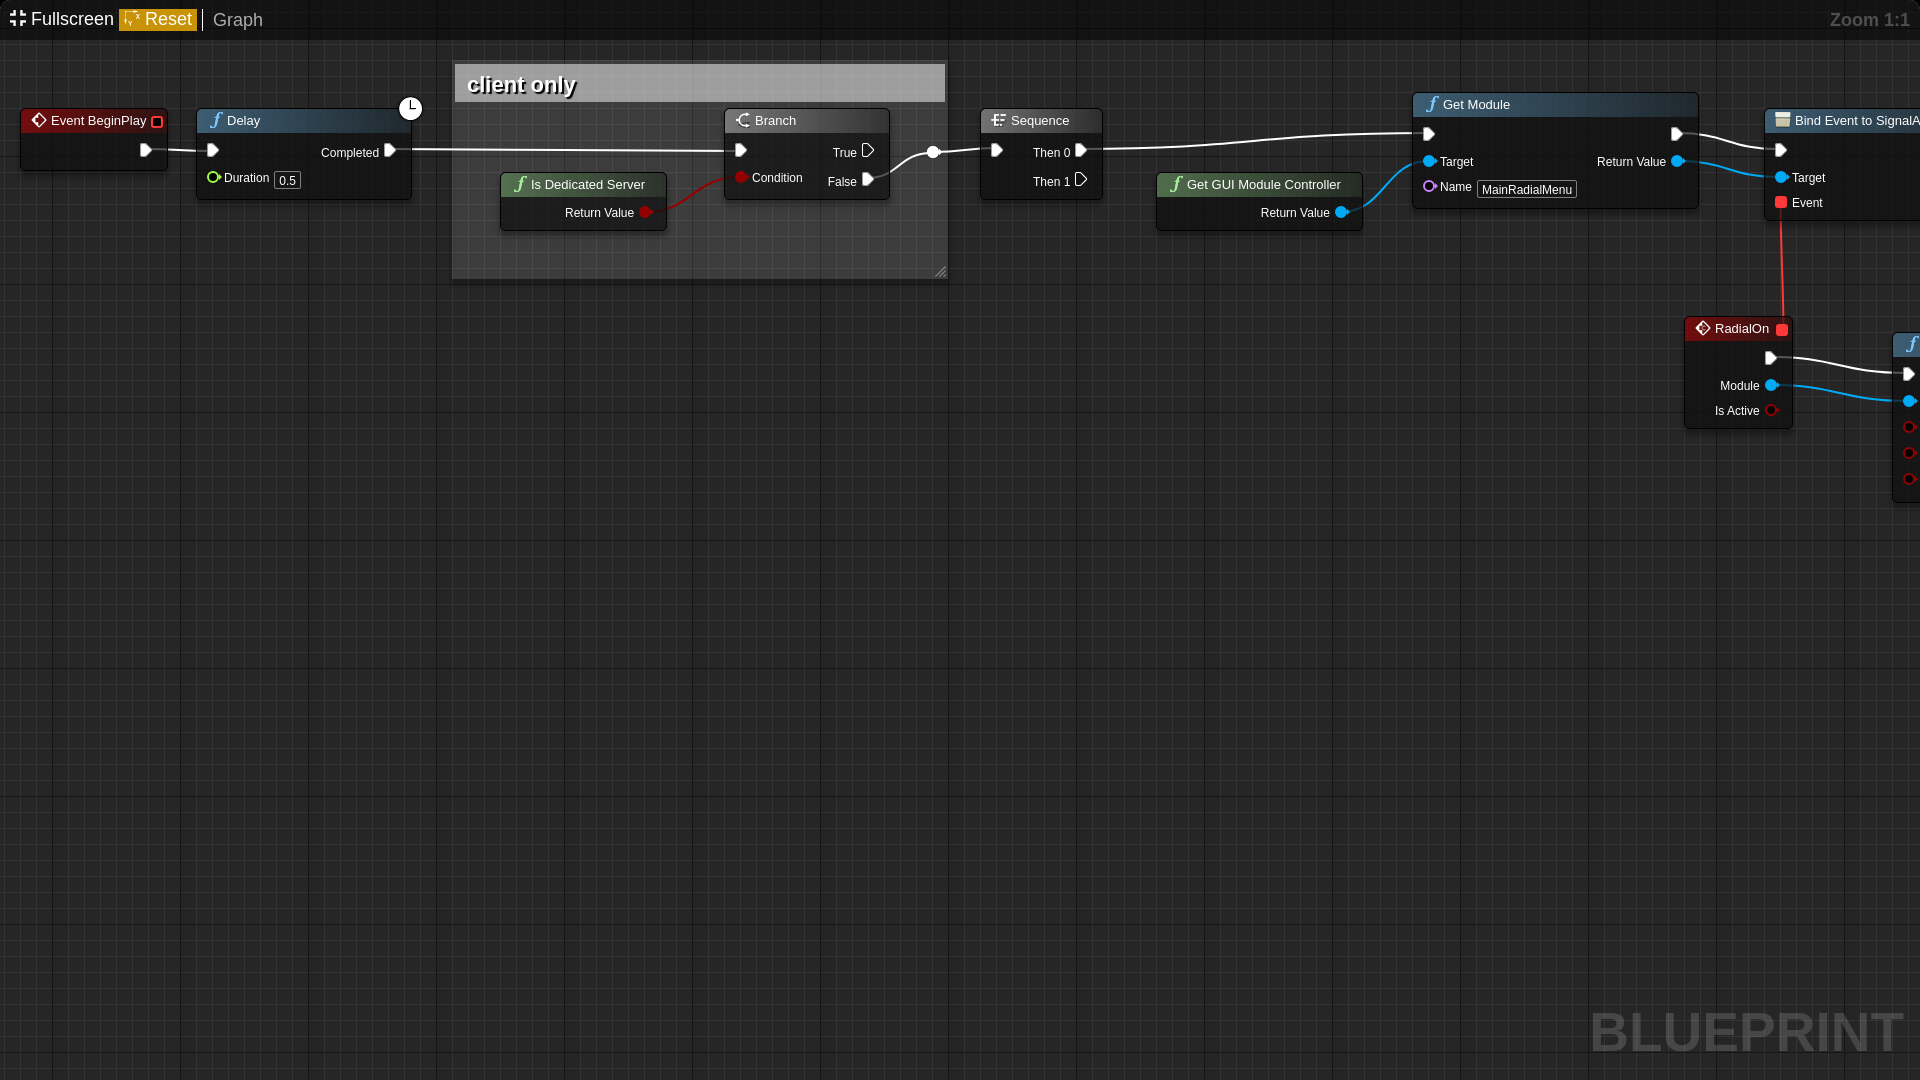 Fullscreen Reset Graph Zoom 1:1
client only
Event BeginPlay
Delay
Completed
Duration 0.5
Is Dedicated Server
Return Value
Branch
True
Condition
False
Sequence
Then 0
Then 1
Get GUI Module Controller
Return Value
Get Module
Target Return Value
Name MainRadialMenu
Bind Event to SignalA
Target
Event
RadialOn
Module
Is Active
BLUEPRINT